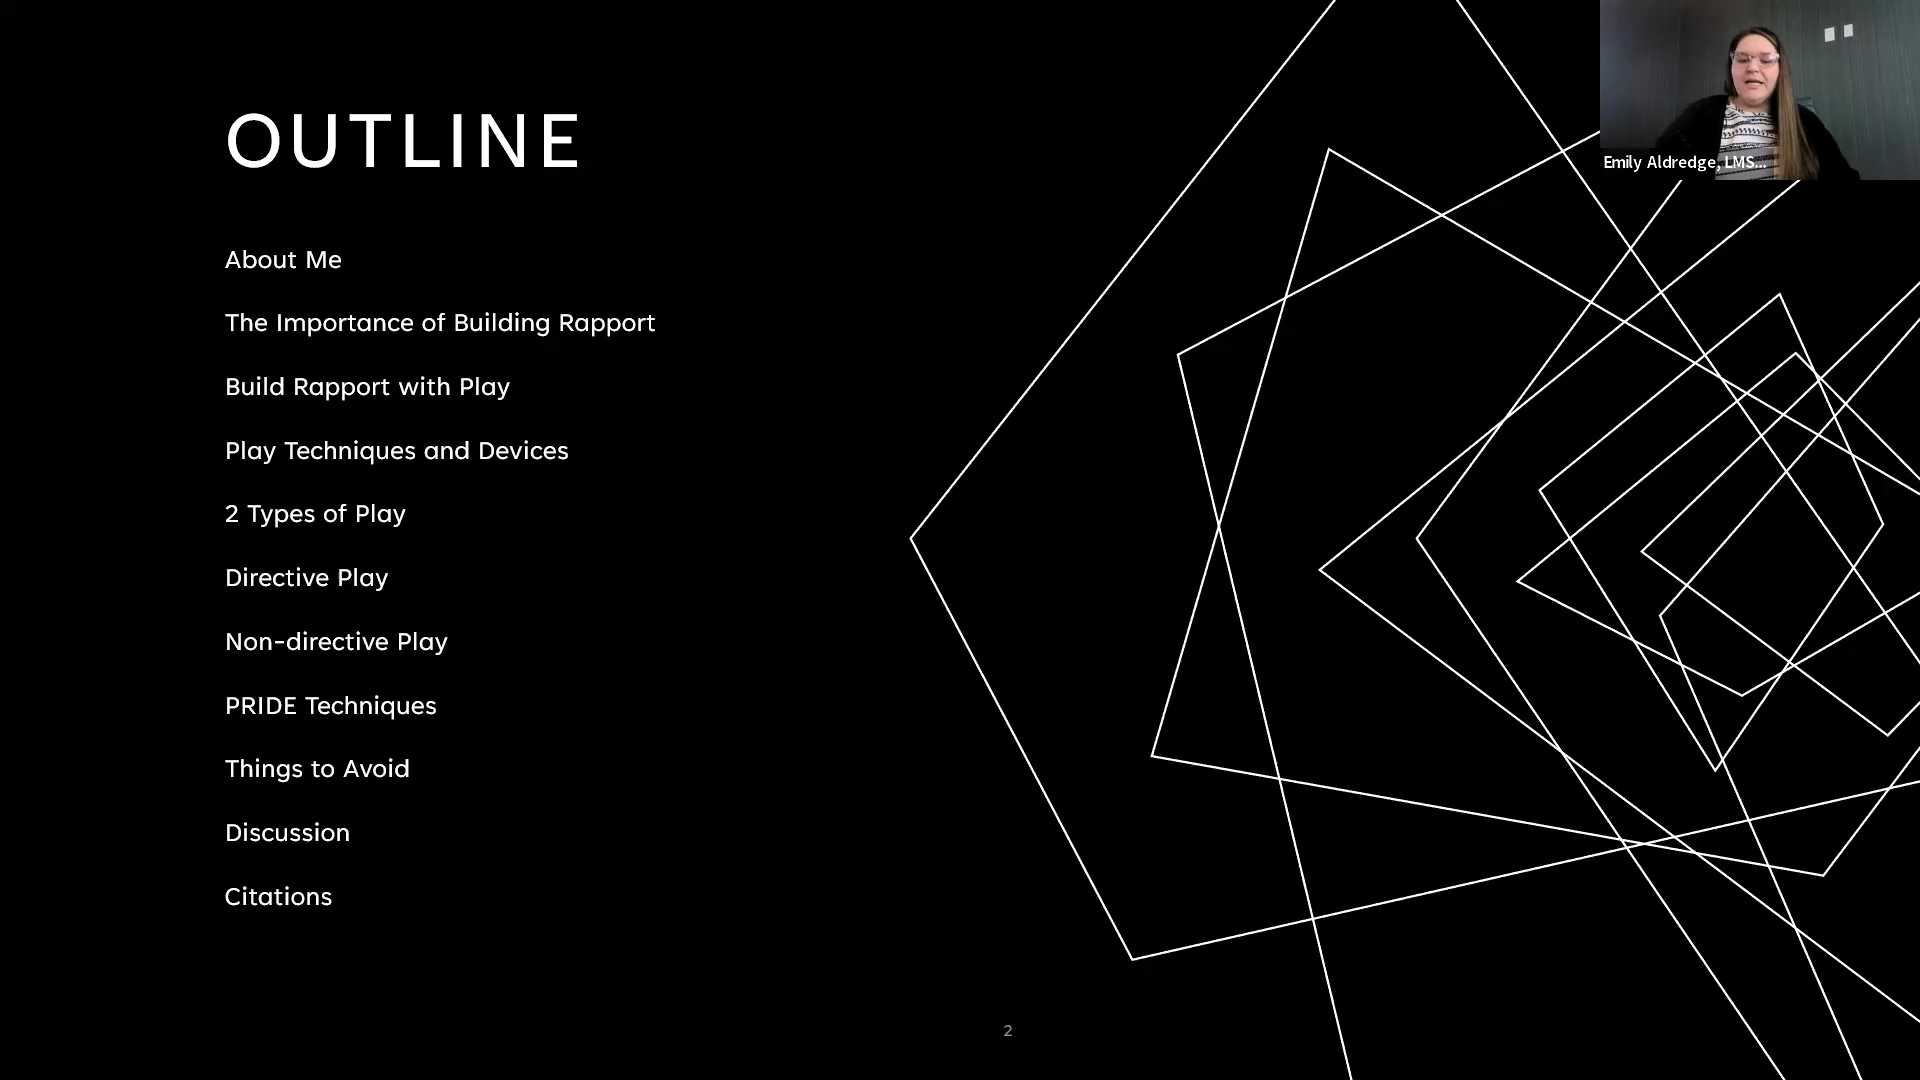 OUTLINE
About Me
The Importance of Building Rapport
Build Rapport with Play
Play Techniques and Devices
2 Types of Play
Directive Play
Non-directive Play
PRIDE Techniques
Things to Avoid
Discussion
Citations
2
Emily Aldredge, LMS...